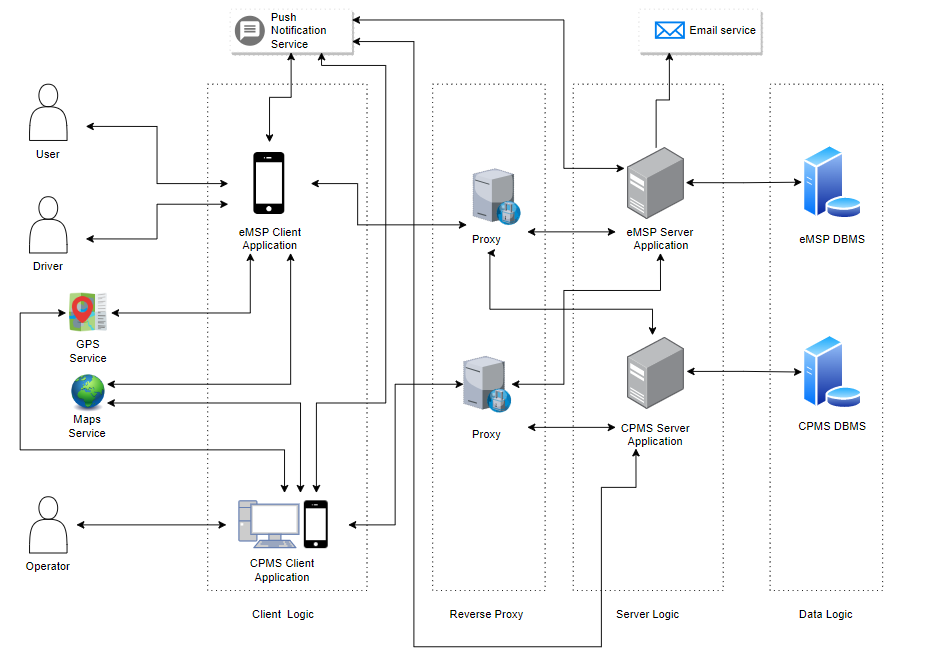 Push
Notification
Service
Email service
User
Driver
eMSP Client
Application
Proxy
eMSP Server
Application
eMSP DBMS
GPS
Service
Maps
Service
Proxy
CPMS Server
Application
CPMS DBMS
Operator
CPMS Client
Application
Client  Logic
Reverse Proxy
Server Logic
Data Logic